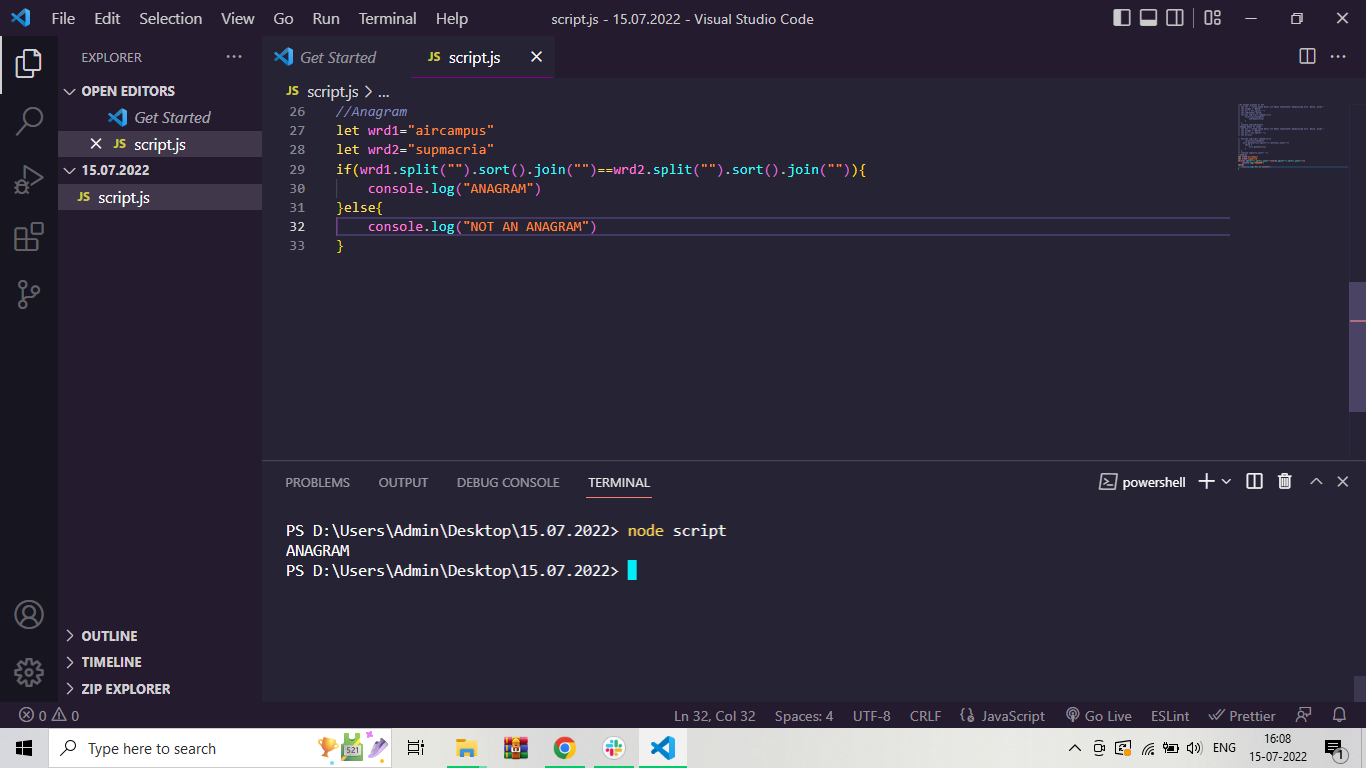 File Edit Selection View Go Run Terminal Help script.js - 15.07.2022 - Visual Studio Code
EXPLORER
OPEN EDITORS
Get Started
JS script.js
15.07.2022
JS script.js
OUTLINE
TIMELINE
ZIP EXPLORER
Get Started JS script.js
JS script.js > ...
26 //Anagram
27 let wrd1="aircampus"
28 let wrd2="supmacria"
29 if(wrd1.split("").sort().join("")==wrd2.split("").sort().join("")){
30 console.log("ANAGRAM")
31 }else{
32 console.log("NOT AN ANAGRAM")
33 }
PROBLEMS OUTPUT DEBUG CONSOLE TERMINAL powershell
PS D:\Users\Admin\Desktop\15.07.2022> node script
ANAGRAM
PS D:\Users\Admin\Desktop\15.07.2022>
0 0 Ln 32, Col 32 Spaces: 4 UTF-8 CRLF JavaScript Go Live ESLint Prettier
Type here to search
521
ENG
16:08
15-07-2022
1